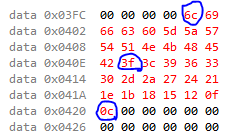 data 0x03FC 00 00 00 00 6c 69
data 0x0402 66 63 60 5d 5a 57
data 0x0408 54 51 4e 4b 48 45
data 0x040E 42 3f 3c 39 36 33
data 0x0414 30 2d 2a 27 24 21
data 0x041A 1e 1b 18 15 12 0f
data 0x0420 0c 00 00 00 00 00
data 0x0426 00 00 00 00 00 00